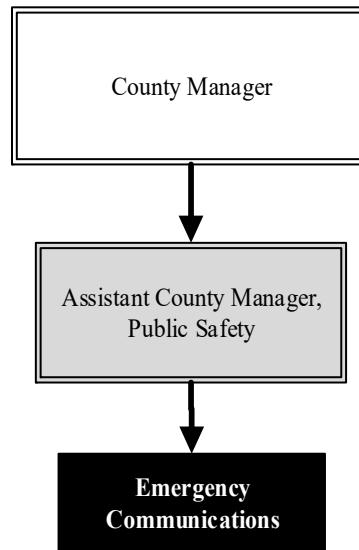 County Manager
Assistant County Manager,
Public Safety
Emergency
Communications